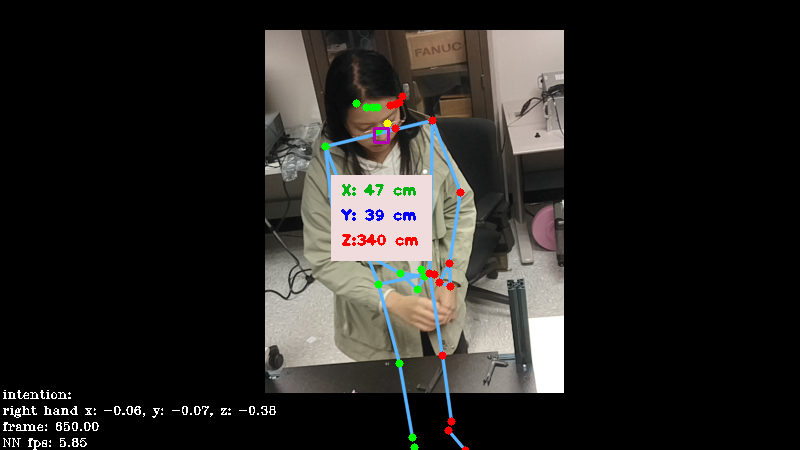 FANUC
X: 47 cm
Y: 39 cm
Z:340 cm
intention:
right hand x: -0.06, y: -0.07, z: -0.38
frame: 650.00
NN fps: 5.85